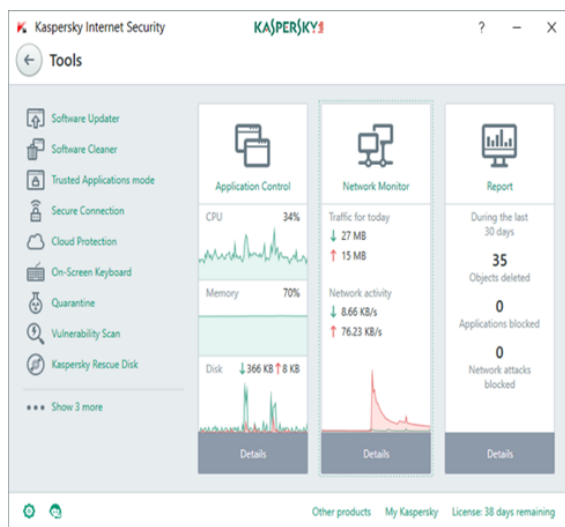 Kaspersky Internet Security
KASPERSKY
?
Tools
Software Updater
Software Cleaner
Trusted Applications mode
Secure Connection
Cloud Protection
On-Screen Keyboard
Quarantine
Vulnerability Scan
Kaspersky Rescue Disk
Show 3 more
Application Control
CPU 34%
Memory 70%
Disk ↓366 KB↑8 KB
Details
Network Monitor
Traffic for today
↓ 27 MB
↑ 15 MB
Network activity
↓ 8.66 KB/s
↑ 76.23 KB/s
Details
Report
During the last
30 days
35
Objects deleted
0
Applications blocked
0
Network attacks
blocked
Details
Other products My Kaspersky License: 38 days remaining